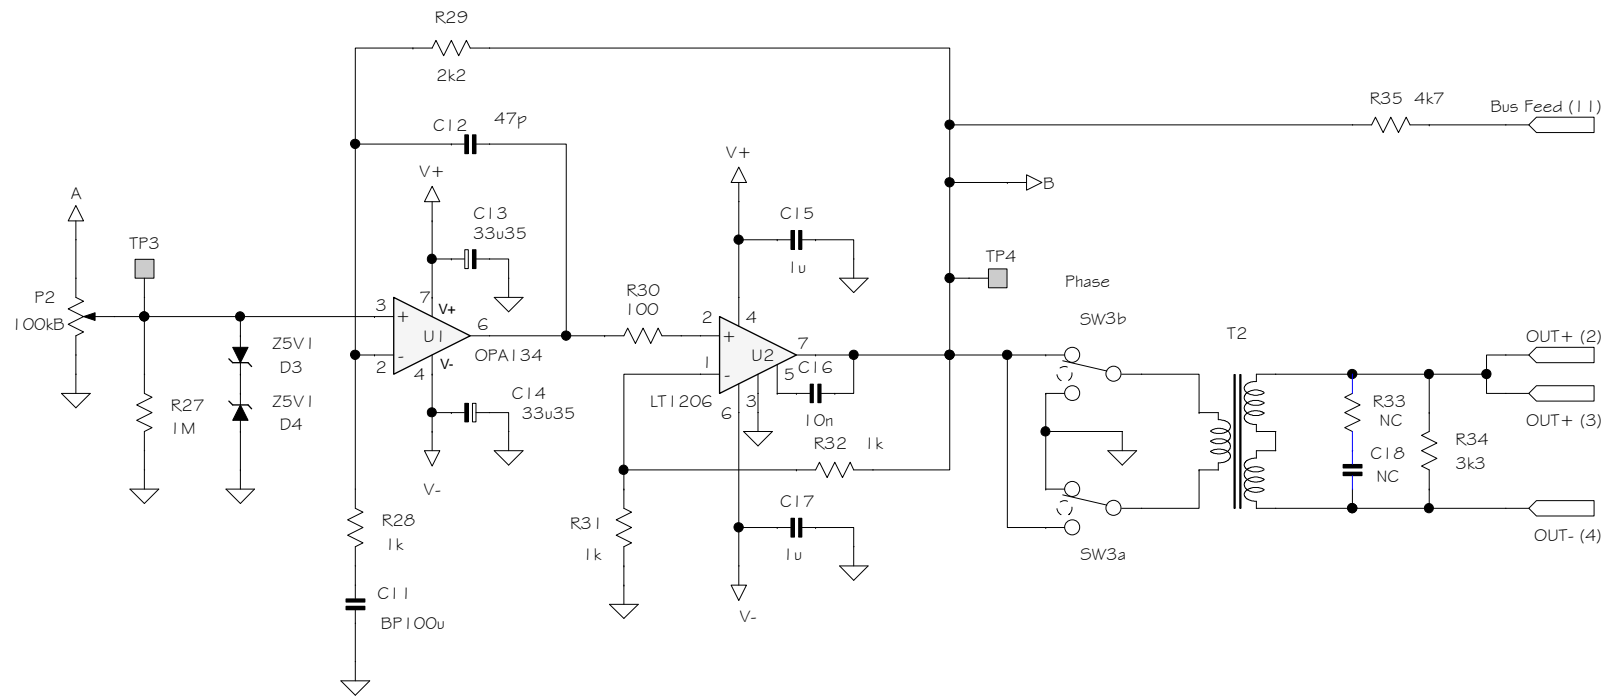 R29
2k2
C12 47p
R35 4k7
Bus Feed (11)
V+
V+
B
A
TP3
C13
33u35
C15
1u
TP4
Phase
P2
100kB
3
7
V+
+
U1
6
OPA134
-
2
4
V-
R30
100
2
4
+
U2
7
1
-
5
C16
LT1206
6
3
10n
SW3b
T2
OUT+ (2)
OUT+ (3)
Z5V1
D3
Z5V1
D4
R27
1M
C14
33u35
V-
R32 1k
R33
NC
C18
NC
R34
3k3
R28
1k
R31
1k
C17
1u
SW3a
OUT- (4)
C11
BP100u
V-